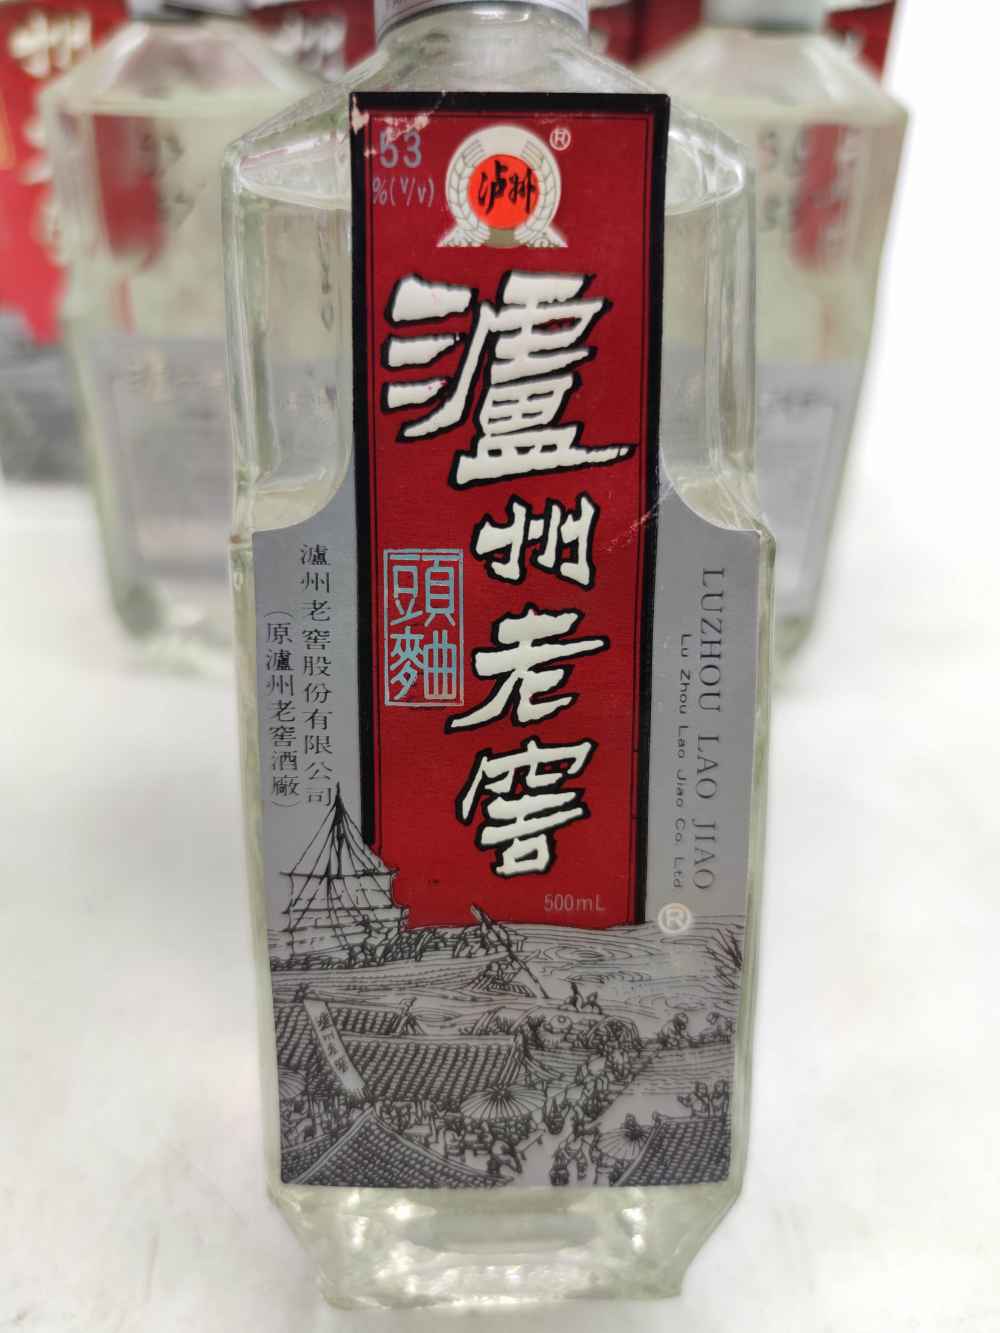 53
%(v/v)
泸州
®
瀘州老窖
頭麯
瀘州老窖股份有限公司
（原瀘州老窖酒廠）
LUZHOU LAO JIAO
Lu Zhou Lao Jiao Co. Ltd
®
500mL